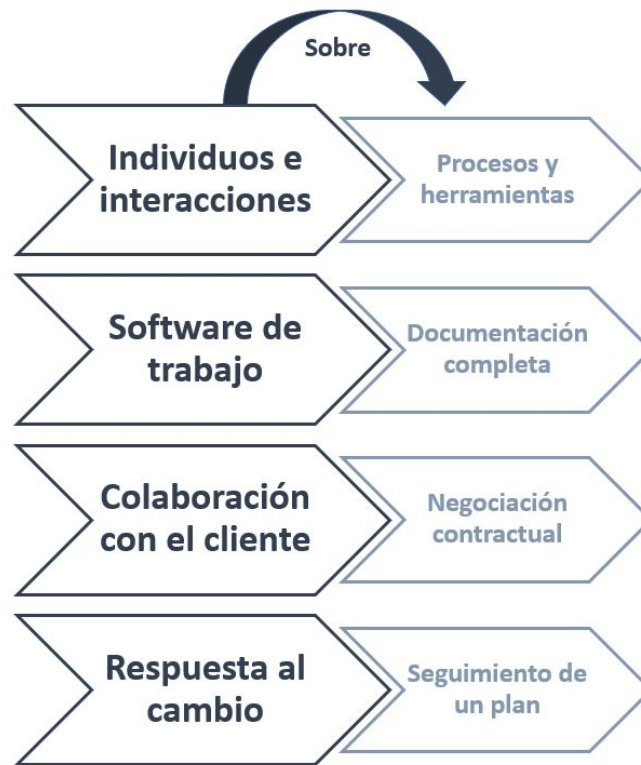 Sobre
Individuos e
interacciones
Procesos y
herramientas
Software de
trabajo
Documentación
completa
Colaboración
con el cliente
Negociación
contractual
Respuesta al
cambio
Seguimiento de
un plan